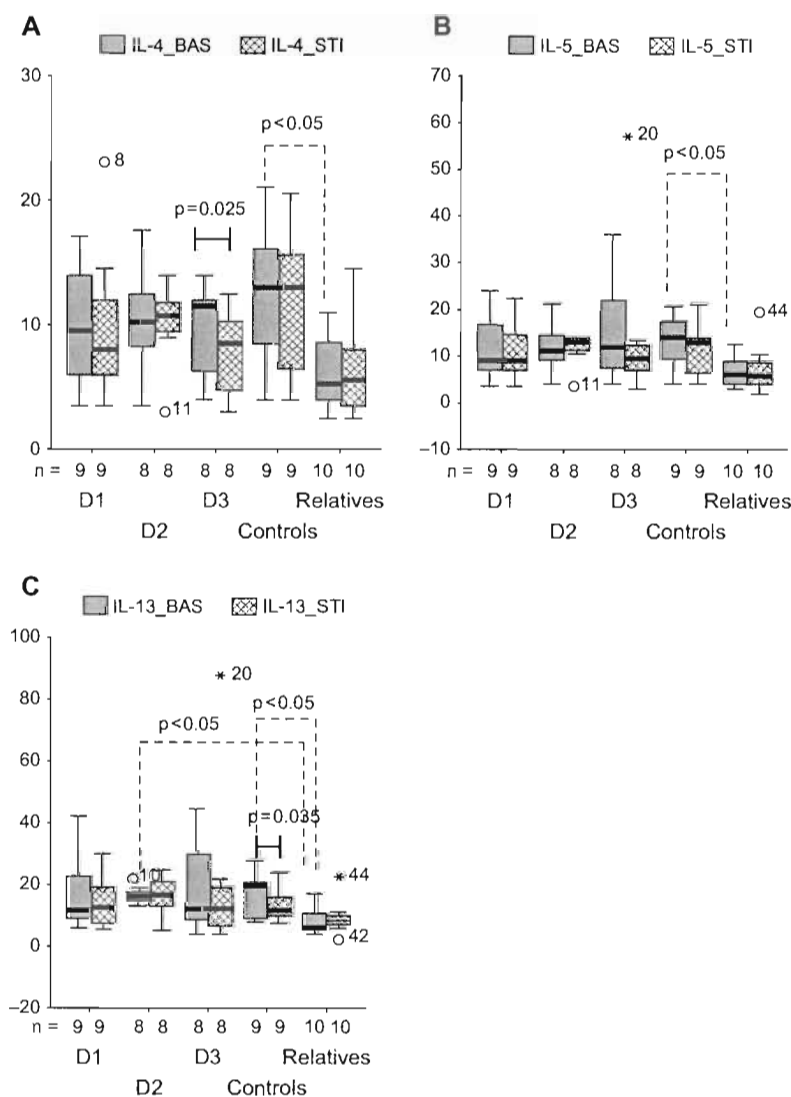 A
IL-4_BAS IL-4_STI
30
20
10
0
8
p<0.05
p=0.025
11
n = 9 9 8 8 8 8 9 9 10 10
D1 D3 Relatives
D2 Controls
B
IL-5_BAS IL-5_STI
70
60
50
40
30
20
10
0
–10
* 20
p<0.05
44
11
9 9 8 8 8 8 9 9 10 10
D1 D3 Relatives
D2 Controls
C
IL-13_BAS IL-13_STI
100
80
60
40
20
0
–20
* 20
p<0.05
p<0.05
p=0.035
10
* 44
42
n = 9 9 8 8 8 8 9 9 10 10
D1 D3 Relatives
D2 Controls